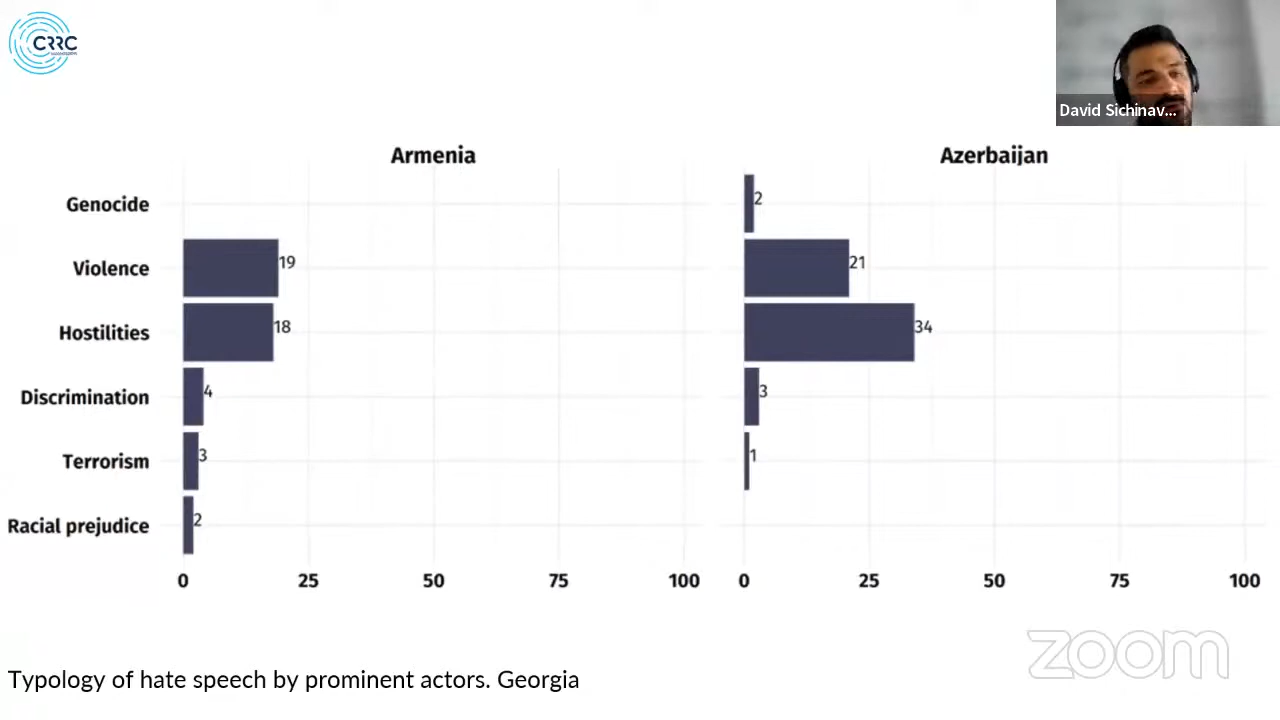 CRRC
David Sichinav...
Armenia
Azerbaijan
Genocide
2
Violence
19
21
Hostilities
18
34
Discrimination
4
3
Terrorism
3
1
Racial prejudice
2
0 25 50 75 100
0 25 50 75 100
zoom
Typology of hate speech by prominent actors. Georgia